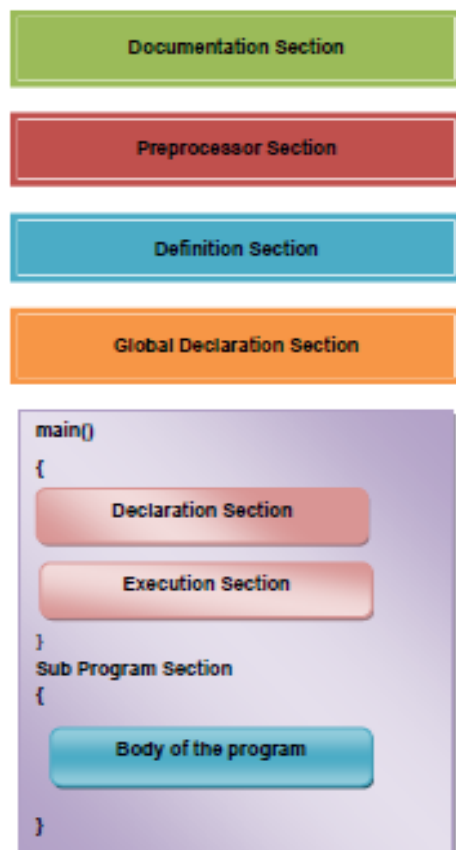 Documentation Section
Preprocessor Section
Definition Section
Global Declaration Section
main()
{
Declaration Section
Execution Section
}
Sub Program Section
{
Body of the program
}